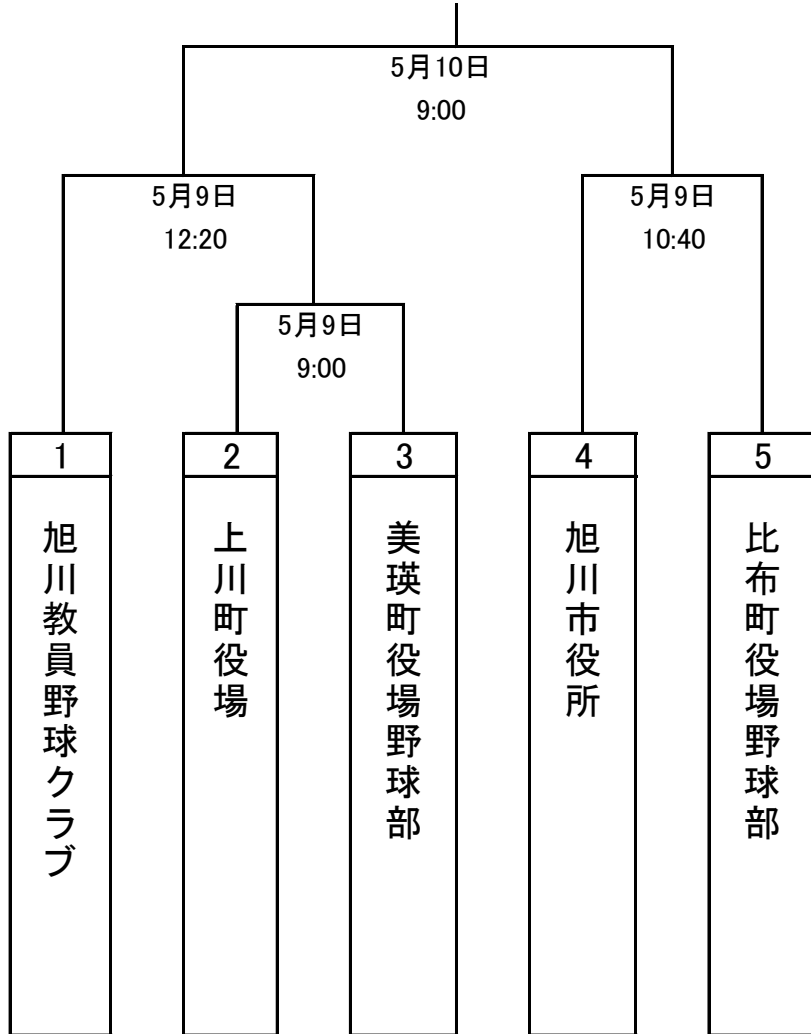 5月10日
9:00
5月9日
12:20
5月9日
10:40
5月9日
9:00
1
2
3
4
5
旭川教員野球クラブ
上川町役場
美瑛町役場野球部
旭川市役所
比布町役場野球部